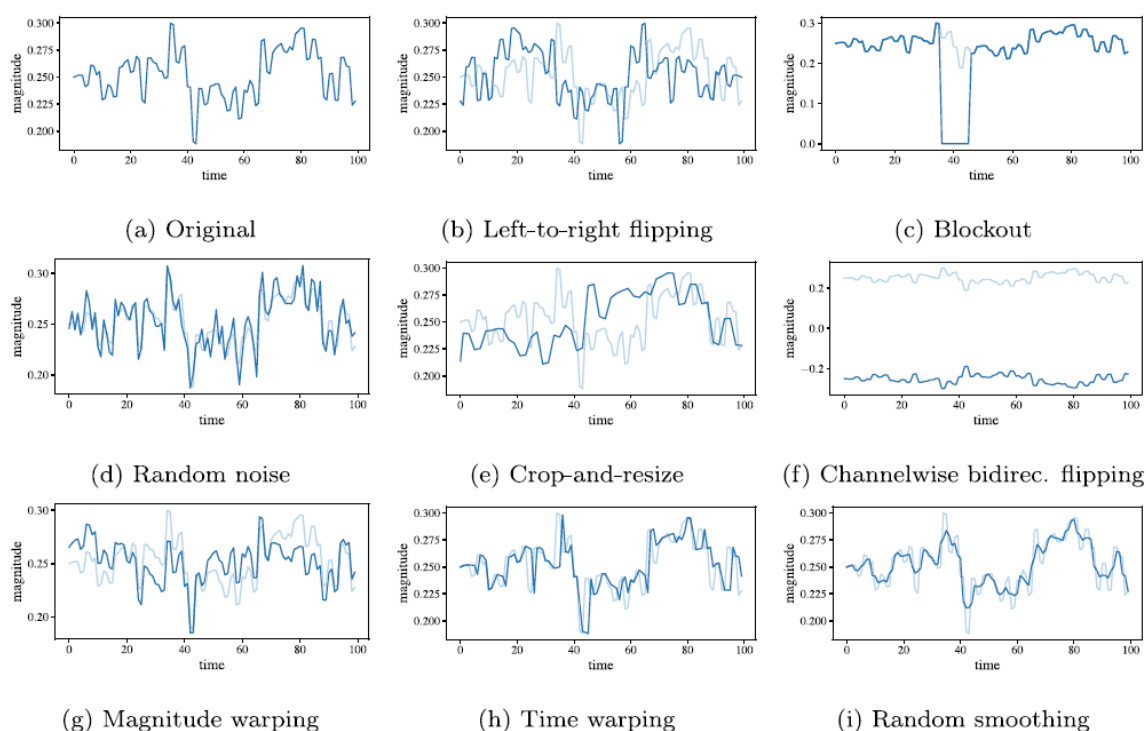 0.300
0.275
0.250
0.225
0.200
magnitude
0 20 40 60 80 100
time
(a) Original
0.300
0.275
0.250
0.225
0.200
magnitude
0 20 40 60 80 100
time
(b) Left-to-right flipping
0.3
0.2
0.1
0.0
magnitude
0 20 40 60 80 100
time
(c) Blockout
0.30
0.25
0.20
magnitude
0 20 40 60 80 100
time
(d) Random noise
0.300
0.275
0.250
0.225
0.200
magnitude
0 20 40 60 80 100
time
(e) Crop-and-resize
0.2
0.0
−0.2
magnitude
0 20 40 60 80 100
time
(f) Channelwise bidirec. flipping
0.30
0.25
0.20
magnitude
0 20 40 60 80 100
time
(g) Magnitude warping
0.300
0.275
0.250
0.225
0.200
magnitude
0 20 40 60 80 100
time
(h) Time warping
0.300
0.275
0.250
0.225
0.200
magnitude
0 20 40 60 80 100
time
(i) Random smoothing